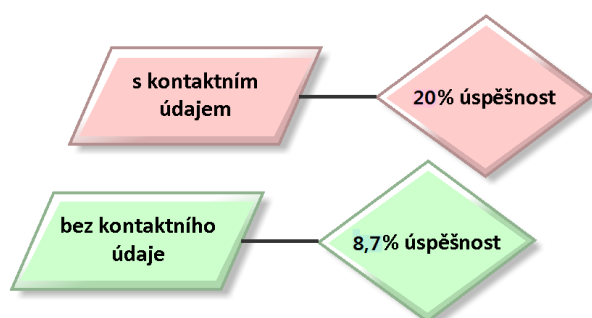 s kontaktním
údajem
20% úspěšnost
bez kontaktního
údaje
8,7% úspěšnost